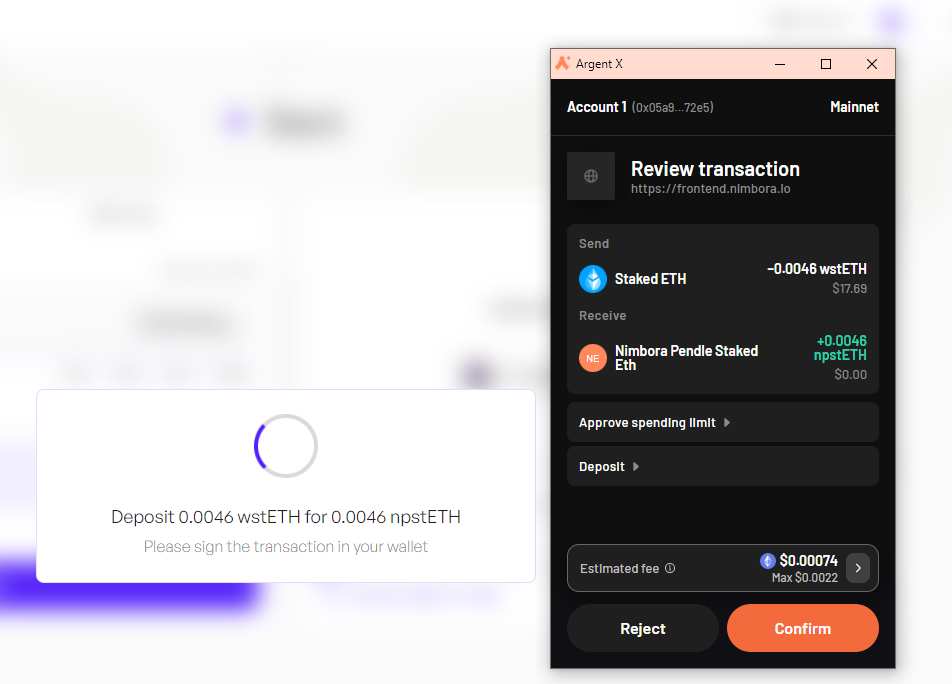 Argent X
Account 1 (0x05a9...72e5) Mainnet
Review transaction
https://frontend.nimbora.io
Send
Staked ETH −0.0046 wstETH
$17.69
Receive
NE Nimbora Pendle Staked Eth +0.0046 npstETH
$0.00
Approve spending limit
Deposit
Estimated fee $0.00074
Max $0.0022
Reject Confirm
Deposit 0.0046 wstETH for 0.0046 npstETH
Please sign the transaction in your wallet